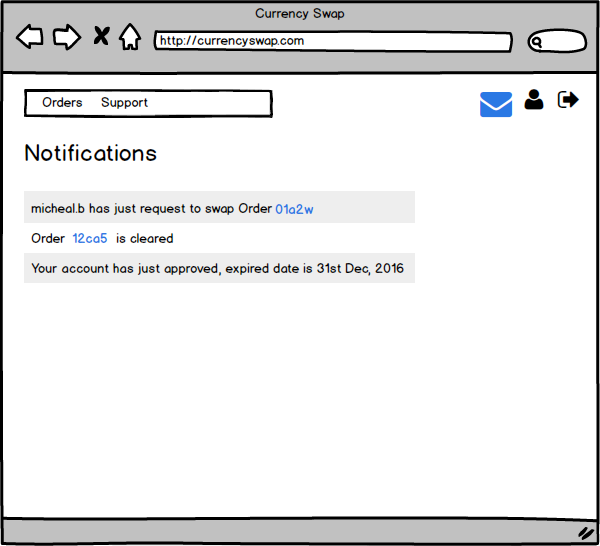 Currency Swap
http://currencyswap.com
Orders Support
Notifications
micheal.b has just request to swap Order 01a2w
Order 12ca5 is cleared
Your account has just approved, expired date is 31st Dec, 2016